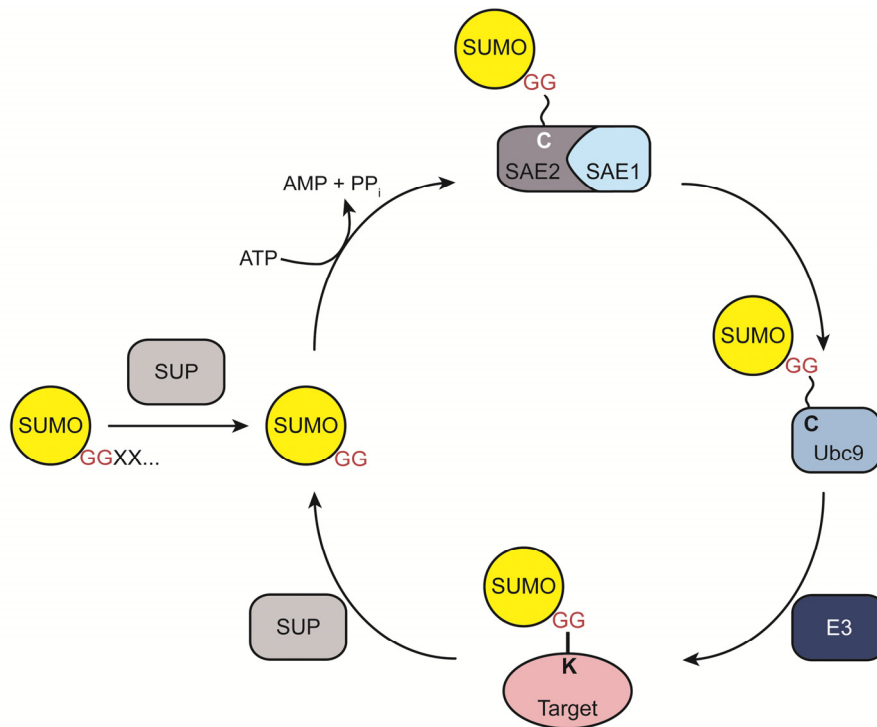 SUMO
GG
C
SAE2 SAE1
AMP + PPi
ATP
SUMO
GG
C
Ubc9
SUP
SUMO
GGXX...
SUMO
GG
E3
SUMO
GG
K
Target
SUP